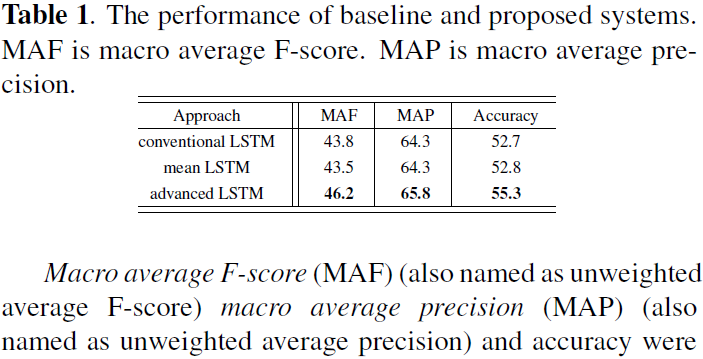 Table 1. The performance of baseline and proposed systems.
MAF is macro average F-score. MAP is macro average pre-
cision.
Approach MAF MAP Accuracy
conventional LSTM 43.8 64.3 52.7
mean LSTM 43.5 64.3 52.8
advanced LSTM 46.2 65.8 55.3
Macro average F-score (MAF) (also named as unweighted
average F-score) macro average precision (MAP) (also
named as unweighted average precision) and accuracy were